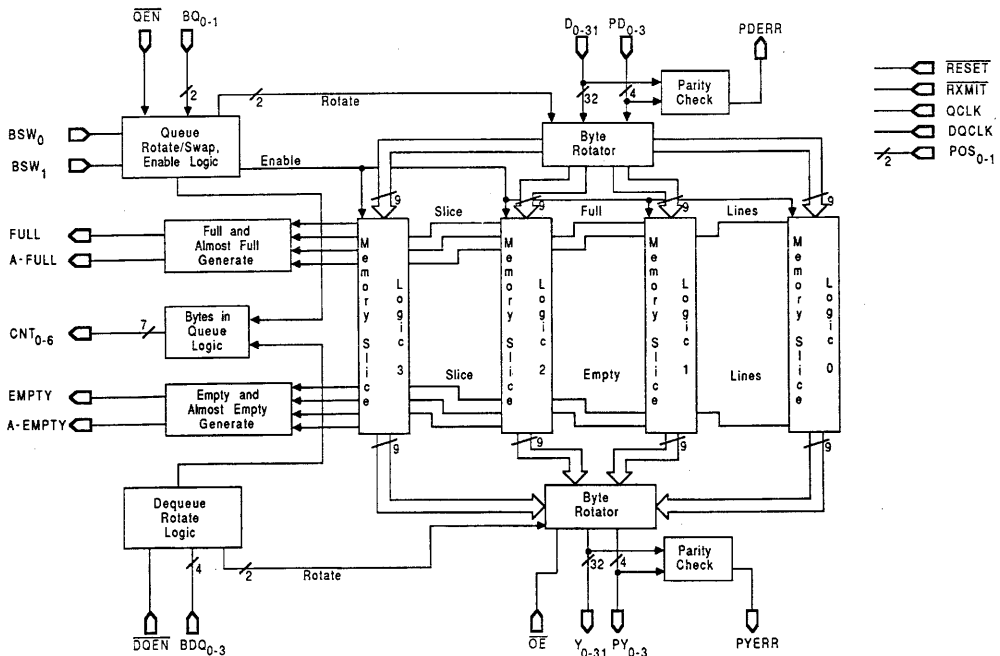 QEN BQ0-1
D0-31 PD0-3 PDERR
RESET
RXMIT
QCLK
DQCLK
2 POS0-1
2
2 Rotate
32 4
Parity
Check
BSW0
BSW1
Queue
Rotate/Swap,
Enable Logic
Enable
Byte
Rotator
9 9 9 9
Slice Full Lines
FULL
A-FULL
Full and
Almost Full
Generate
Memory Slice Logic 3
Memory Slice Logic 2
Memory Slice Logic 1
Memory Slice Logic 0
CNT0-6 7
Bytes in
Queue
Logic
Slice Empty Lines
EMPTY
A-EMPTY
Empty and
Almost Empty
Generate
9 9 9 9
Dequeue
Rotate
Logic
Byte
Rotator
4 2 Rotate
32 4
Parity
Check
DQEN BDQ0-3
OE Y0-31 PY0-3 PYERR